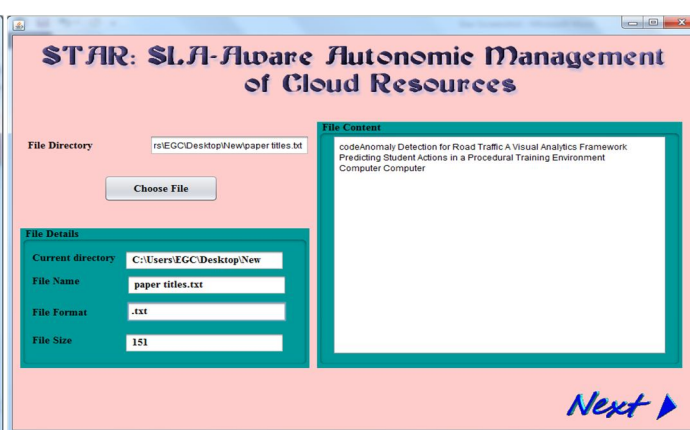 STAR: SLA-Aware Autonomic Management
of Cloud Resources
File Directory
rs\EGC\Desktop\New\paper titles.txt
Choose File
File Details
Current directory
C:\Users\EGC\Desktop\New
File Name
paper titles.txt
File Format
.txt
File Size
151
File Content
codeAnomaly Detection for Road Traffic A Visual Analytics Framework
Predicting Student Actions in a Procedural Training Environment
Computer Computer
Next